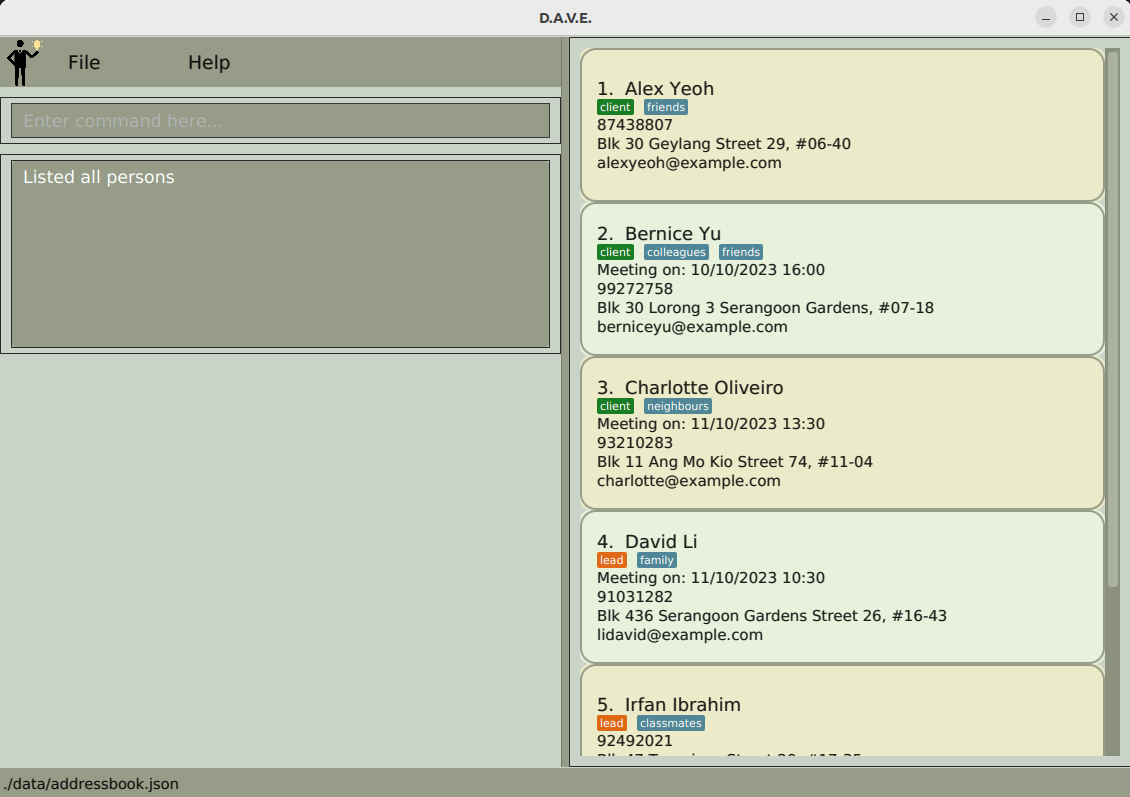 D.A.V.E.
File Help
Enter command here...
Listed all persons
1. Alex Yeoh
client friends
87438807
Blk 30 Geylang Street 29, #06-40
alexyeoh@example.com
2. Bernice Yu
client colleagues friends
Meeting on: 10/10/2023 16:00
99272758
Blk 30 Lorong 3 Serangoon Gardens, #07-18
berniceyu@example.com
3. Charlotte Oliveiro
client neighbours
Meeting on: 11/10/2023 13:30
93210283
Blk 11 Ang Mo Kio Street 74, #11-04
charlotte@example.com
4. David Li
lead family
Meeting on: 11/10/2023 10:30
91031282
Blk 436 Serangoon Gardens Street 26, #16-43
lidavid@example.com
5. Irfan Ibrahim
lead classmates
92492021
./data/addressbook.json